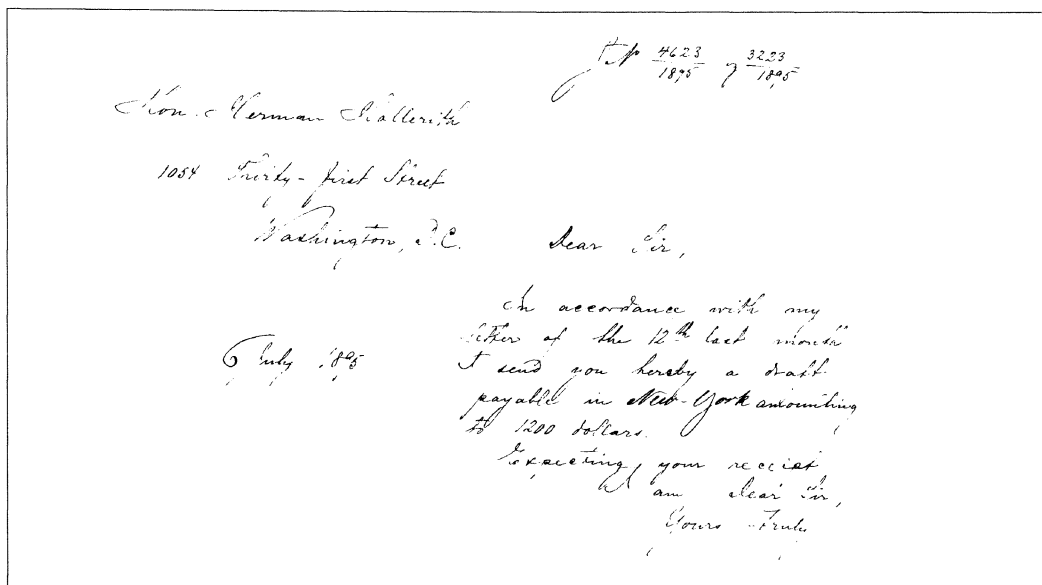 4623/1895 3223/1895
Hon. Herman Hollerith
1054 Thirty-first Street
Washington, D.C. Dear Sir,
In accordance with my
letter of the 12th last month
6 July 1895 I send you hereby a draft
payable in New-York amounting
to 1200 dollars.
Expecting, your receipt
I am Dear Sir,
Yours Truly